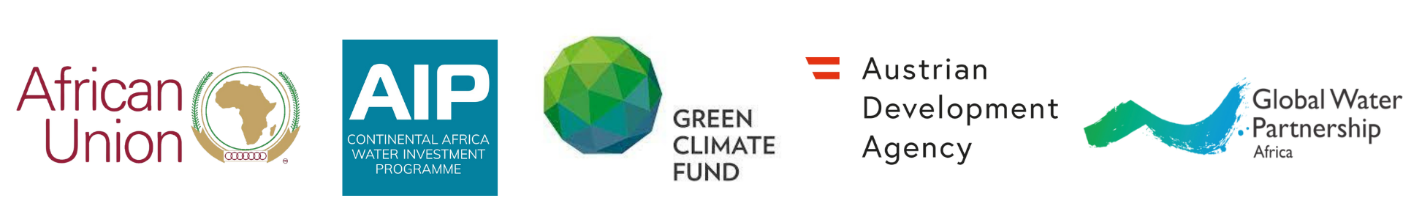 African
Union
AIP
CONTINENTAL AFRICA
WATER INVESTMENT
PROGRAMME
GREEN
CLIMATE
FUND
Austrian
Development
Agency
Global Water
Partnership
Africa